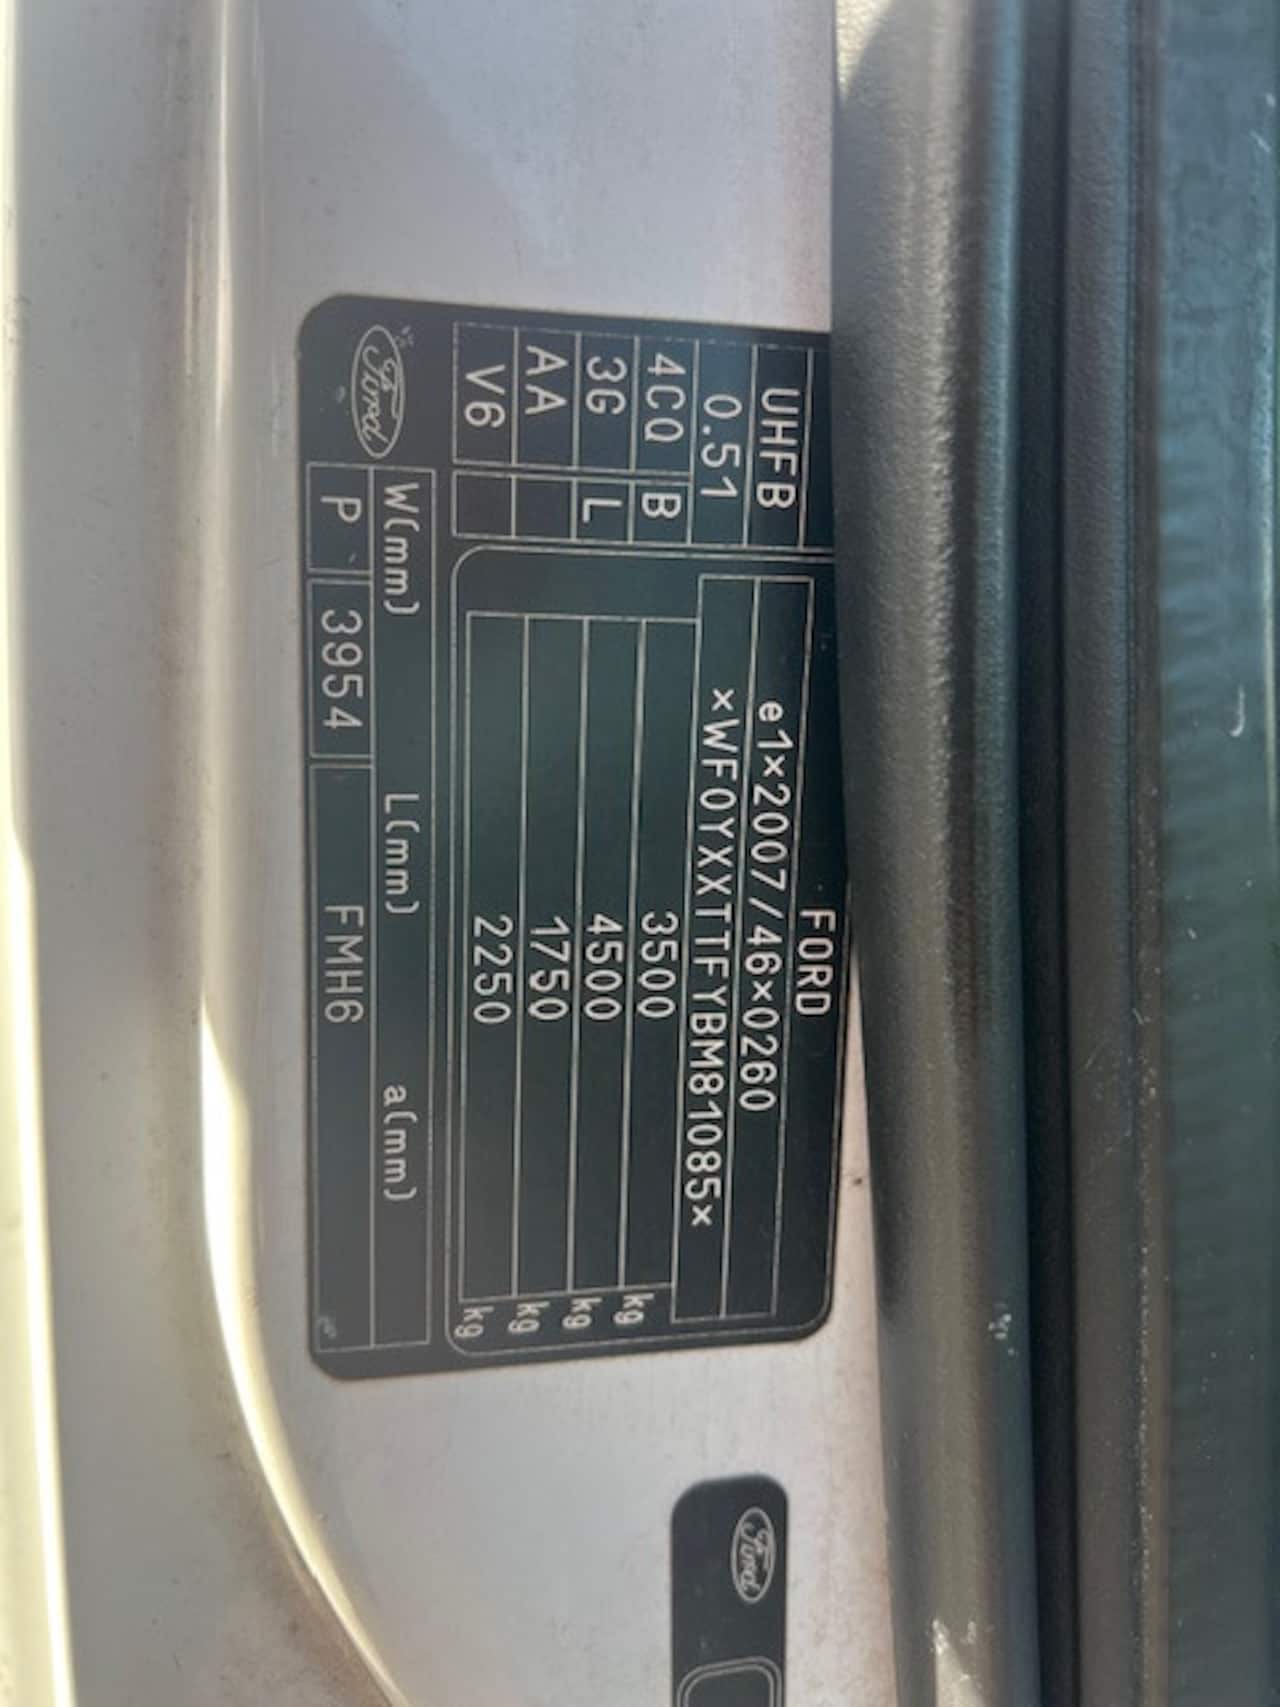 FORD
UHFB
e1×2007/46×0260
0.51
×WF0YXXTTFYBM81085×
4CQ B
3500 kg
3G L
4500 kg
AA
1750 kg
V6
2250 kg
W(mm) L(mm) a(mm)
Ford
P 3954 FMH6
Ford